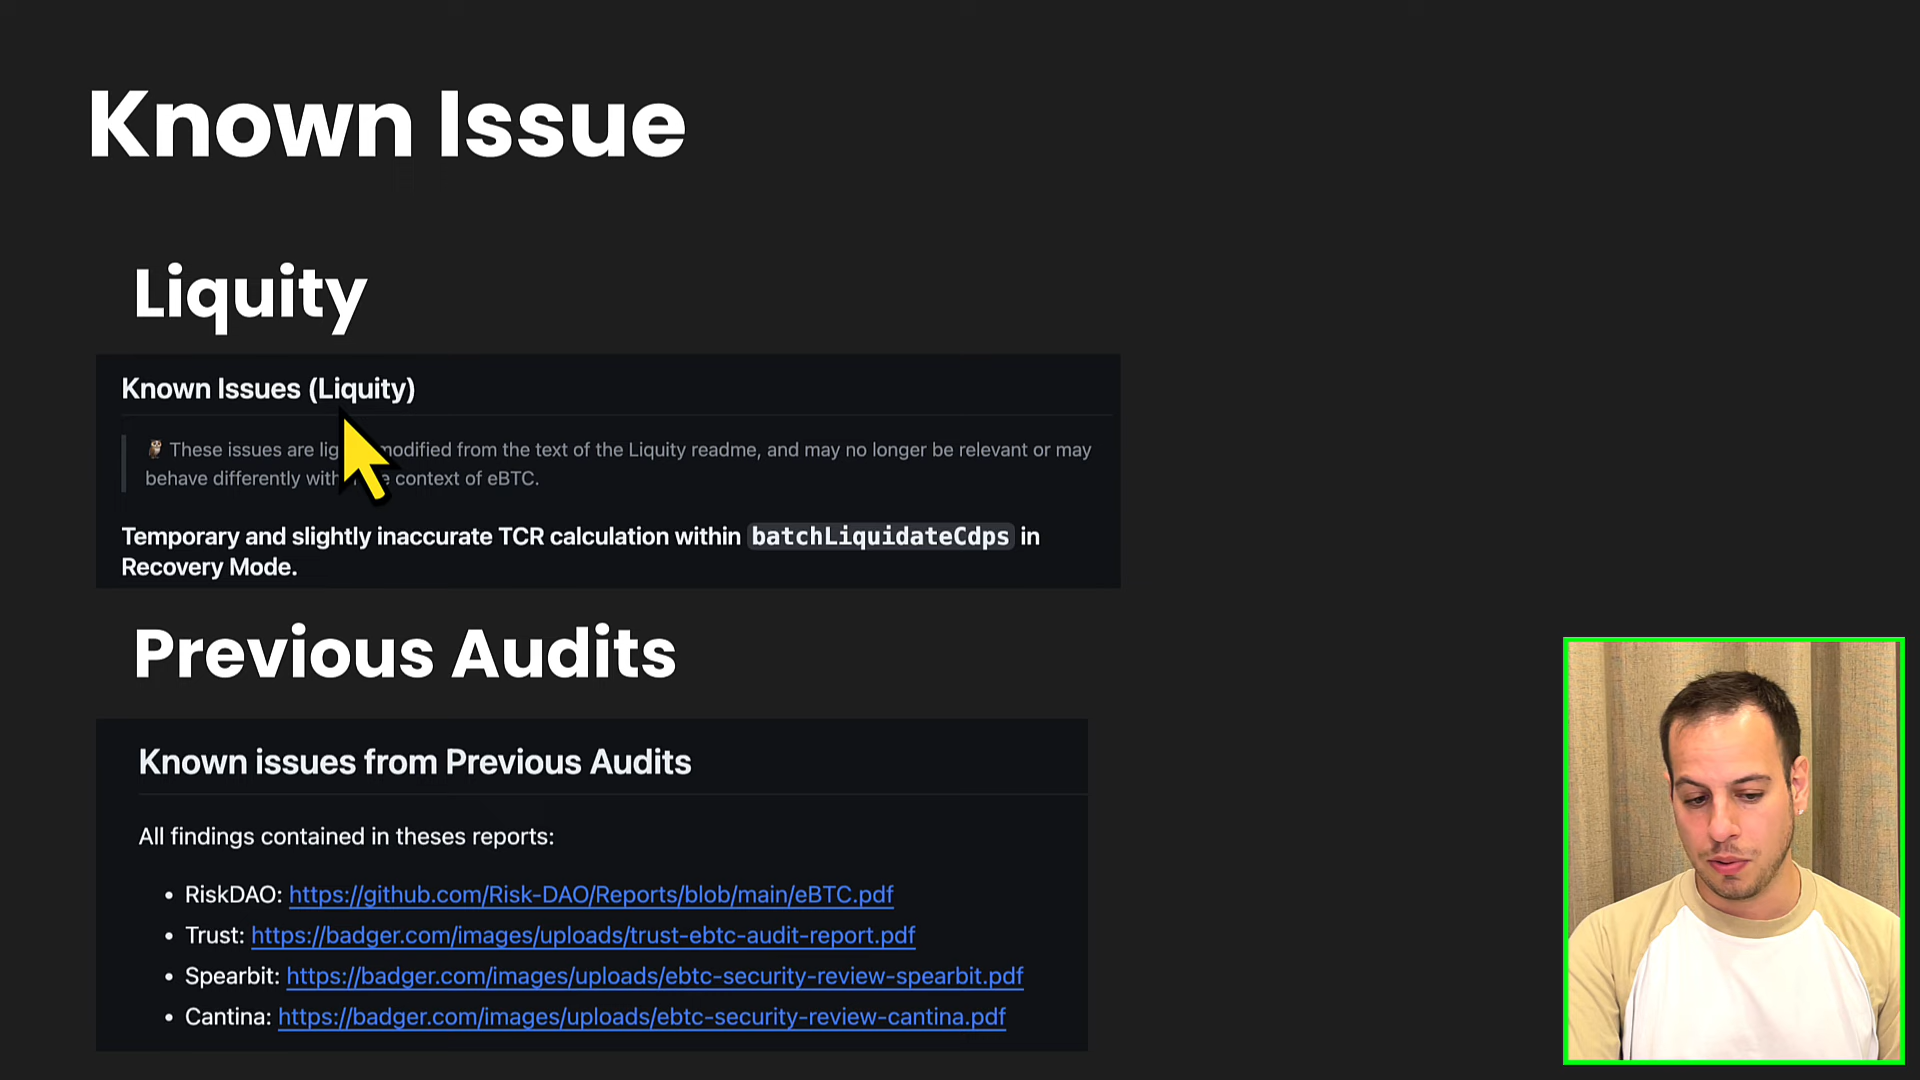 Known Issue
Liquity
Known Issues (Liquity)
These issues are modified from the text of the Liquity readme, and may no longer be relevant or may
behave differently context of eBTC.
Temporary and slightly inaccurate TCR calculation within batchLiquidateCdps in
Recovery Mode.
Previous Audits
Known issues from Previous Audits
All findings contained in theses reports:
• RiskDAO: https://github.com/Risk-DAO/Reports/blob/main/eBTC.pdf
• Trust: https://badger.com/images/uploads/trust-ebtc-audit-report.pdf
• Spearbit: https://badger.com/images/uploads/ebtc-security-review-spearbit.pdf
• Cantina: https://badger.com/images/uploads/ebtc-security-review-cantina.pdf